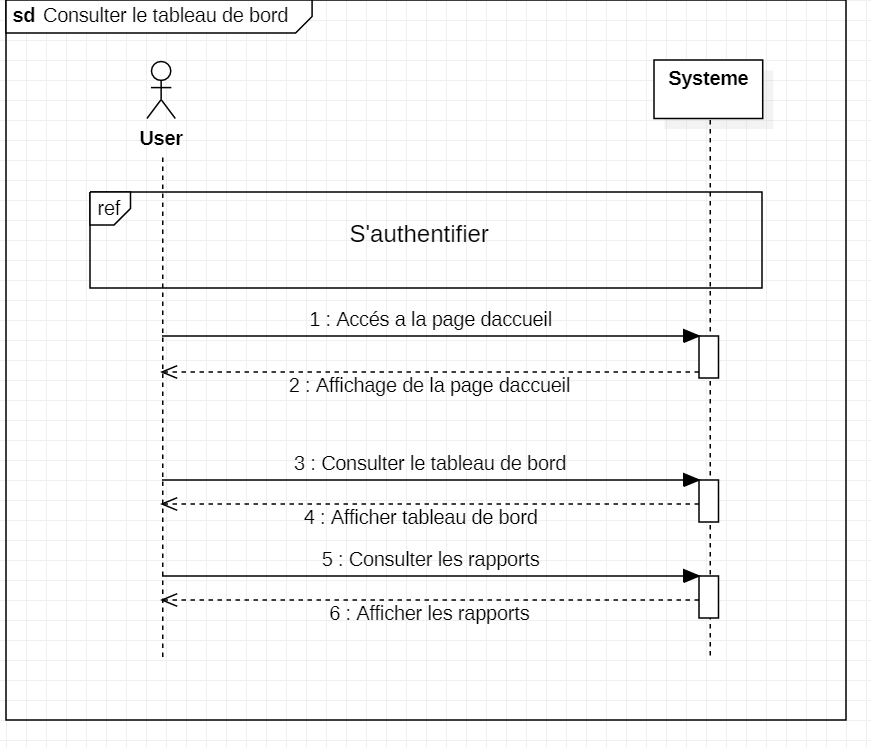 sd Consulter le tableau de bord
Systeme
User
ref
S'authentifier
1 : Accés a la page daccueil
2 : Affichage de la page daccueil
3 : Consulter le tableau de bord
4 : Afficher tableau de bord
5 : Consulter les rapports
6 : Afficher les rapports